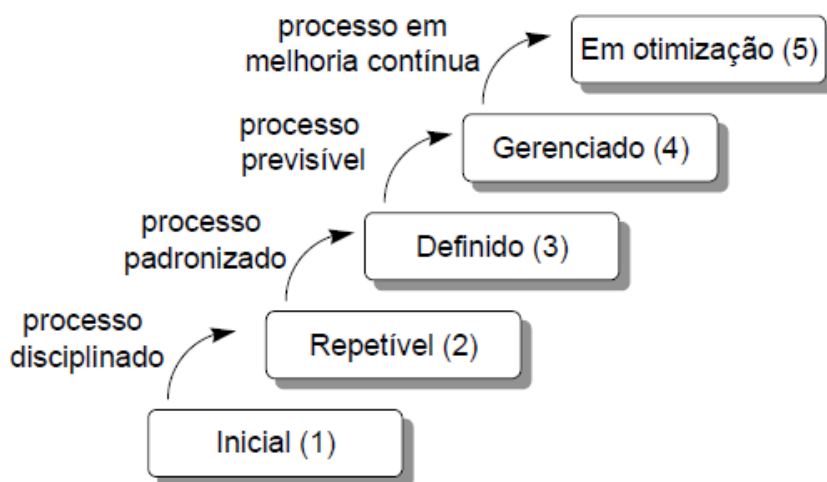 processo em
melhoria contínua
Em otimização (5)
processo
previsível
Gerenciado (4)
processo
padronizado
Definido (3)
processo
disciplinado
Repetível (2)
Inicial (1)